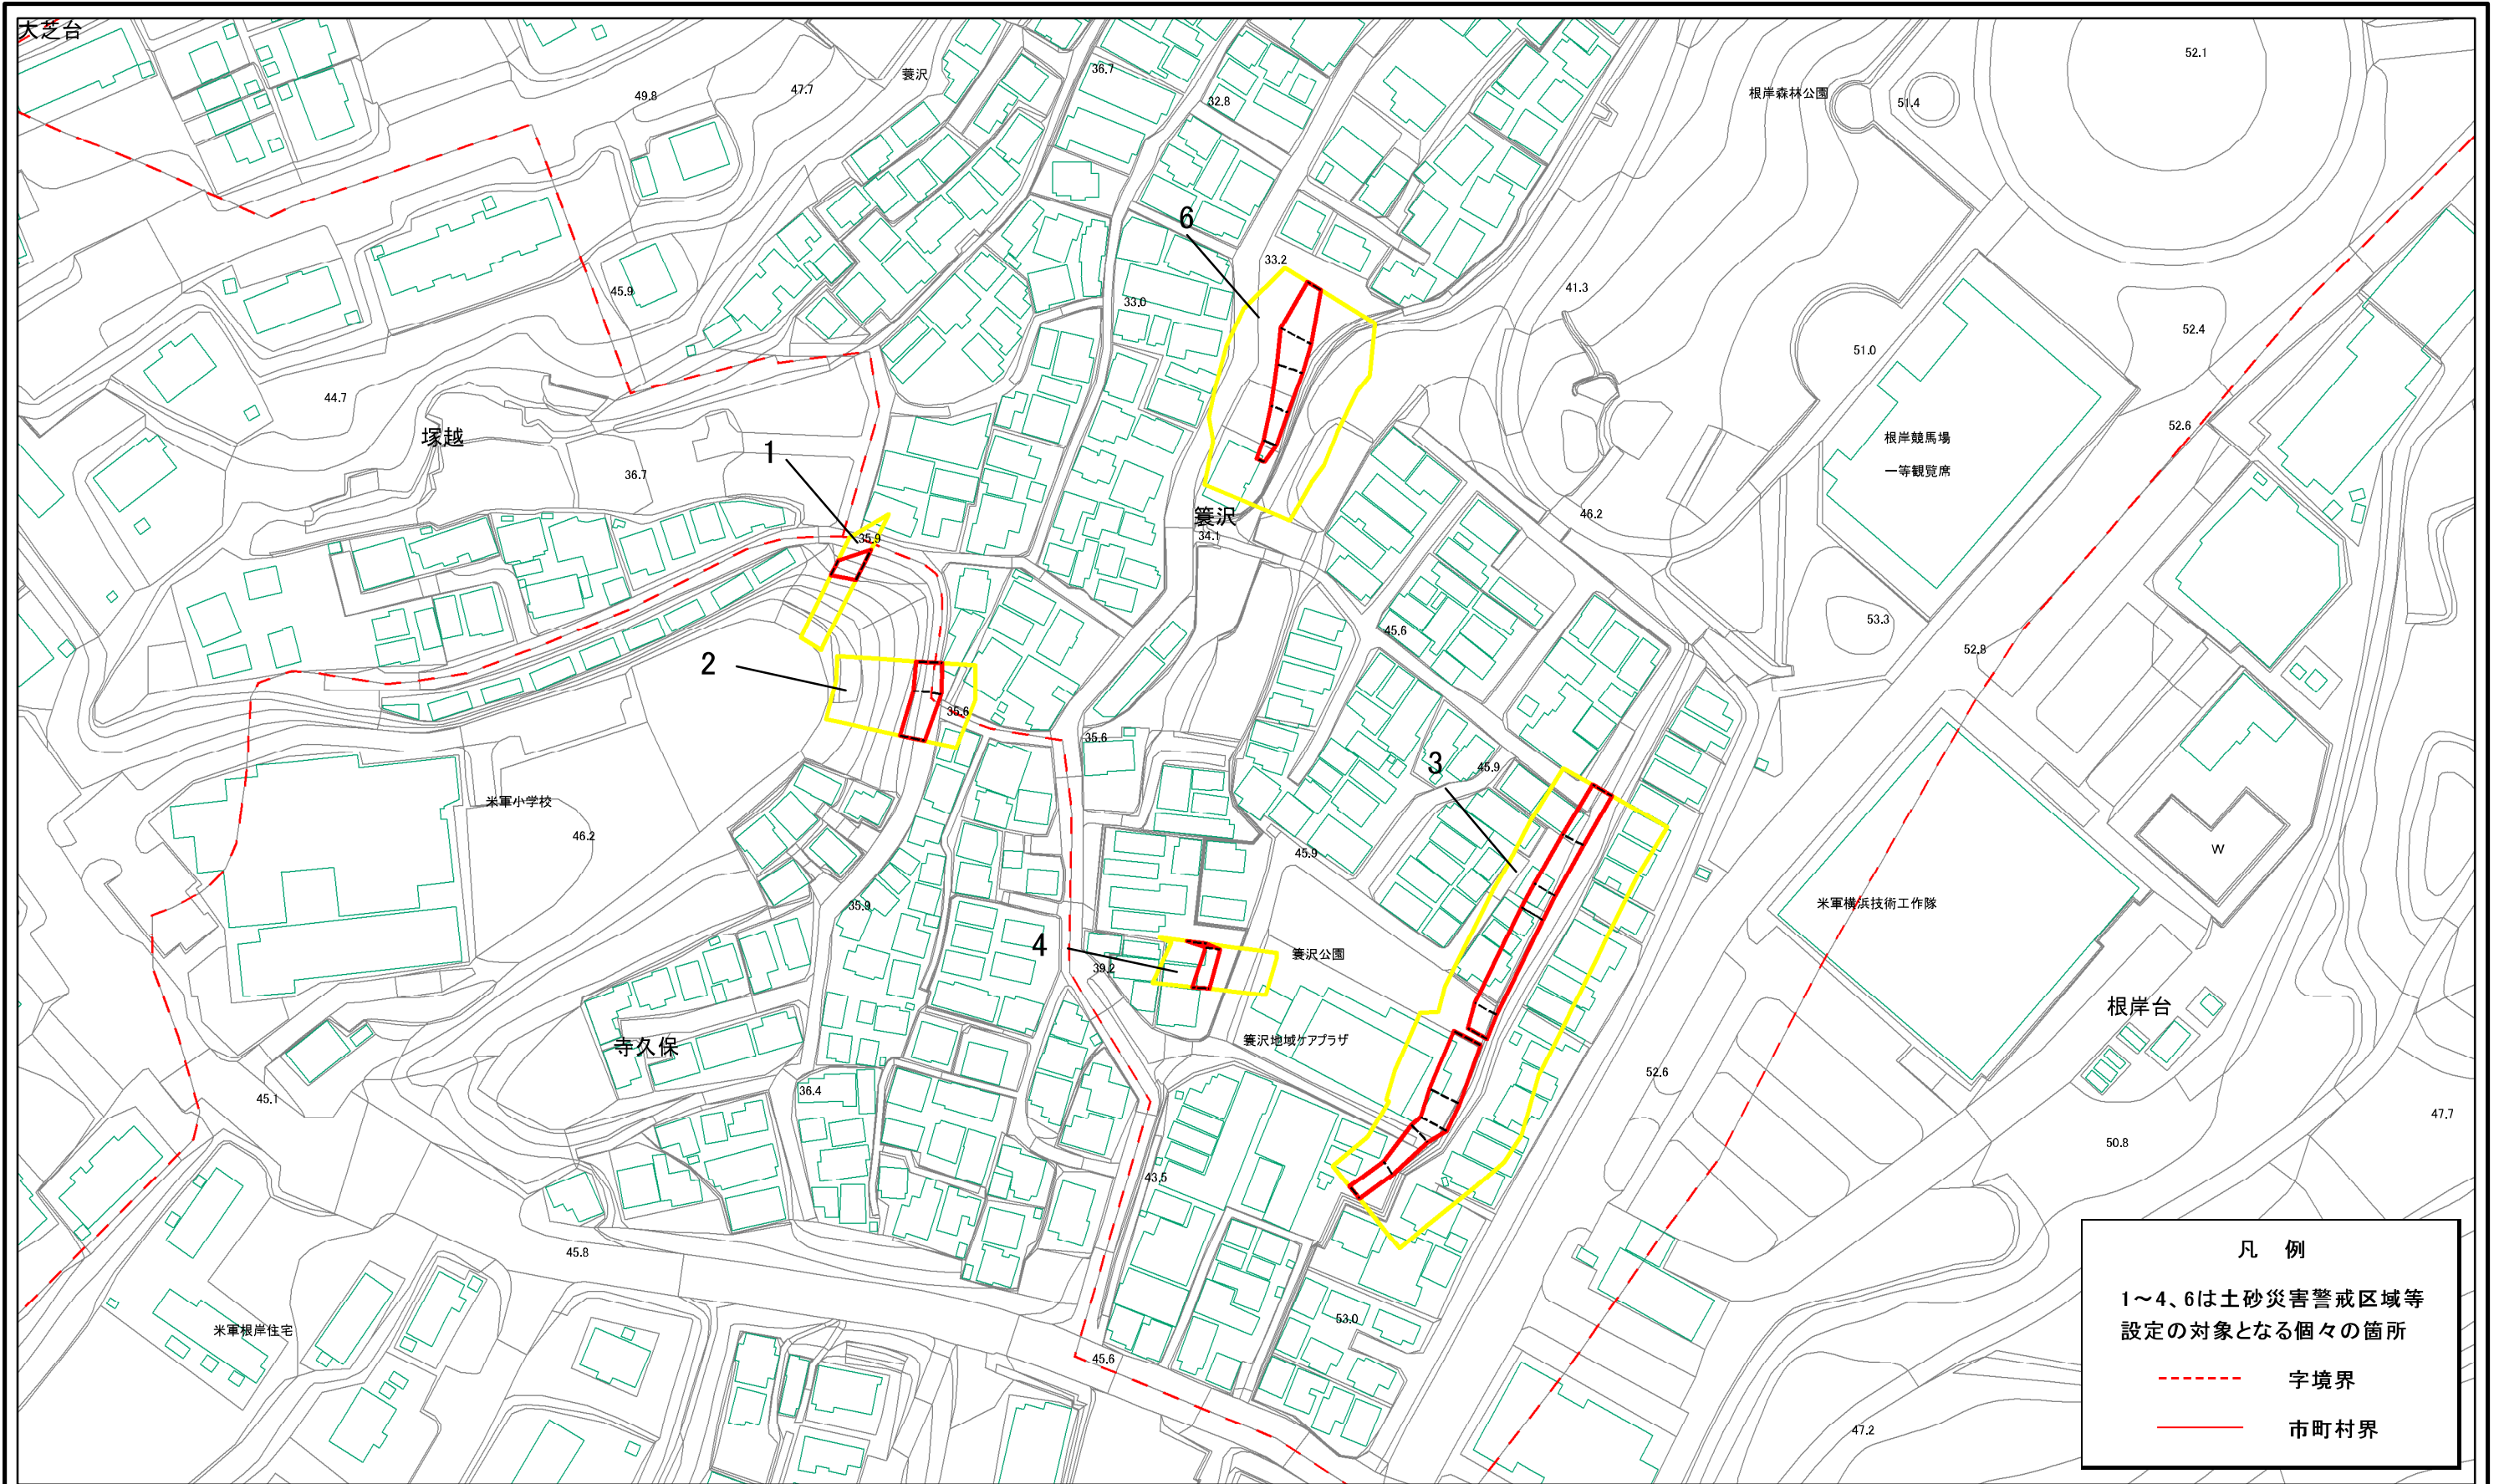 大芝台
52.1
蓑沢
36.7
49.8
47.7
32.8
根岸森林公園
51.4
6
33.2
45.9
33.0
41.3
52.4
51.0
44.7
塚越
52.6
根岸競馬場
一等観覧席
1
36.7
46.2
蓑沢
34.1
35.9
53.3
45.6
52.8
2
35.6
35.6
3
45.9
米軍小学校
46.2
45.9
W
35.9
米軍横浜技術工作隊
4
蓑沢公園
39.2
根岸台
蓑沢地域ケアプラザ
寺久保
52.6
36.4
45.1
47.7
50.8
43.5
45.8
53.0
米軍根岸住宅
45.6
47.2
凡 例
1～4、6は土砂災害警戒区域等
設定の対象となる個々の箇所
字境界
市町村界